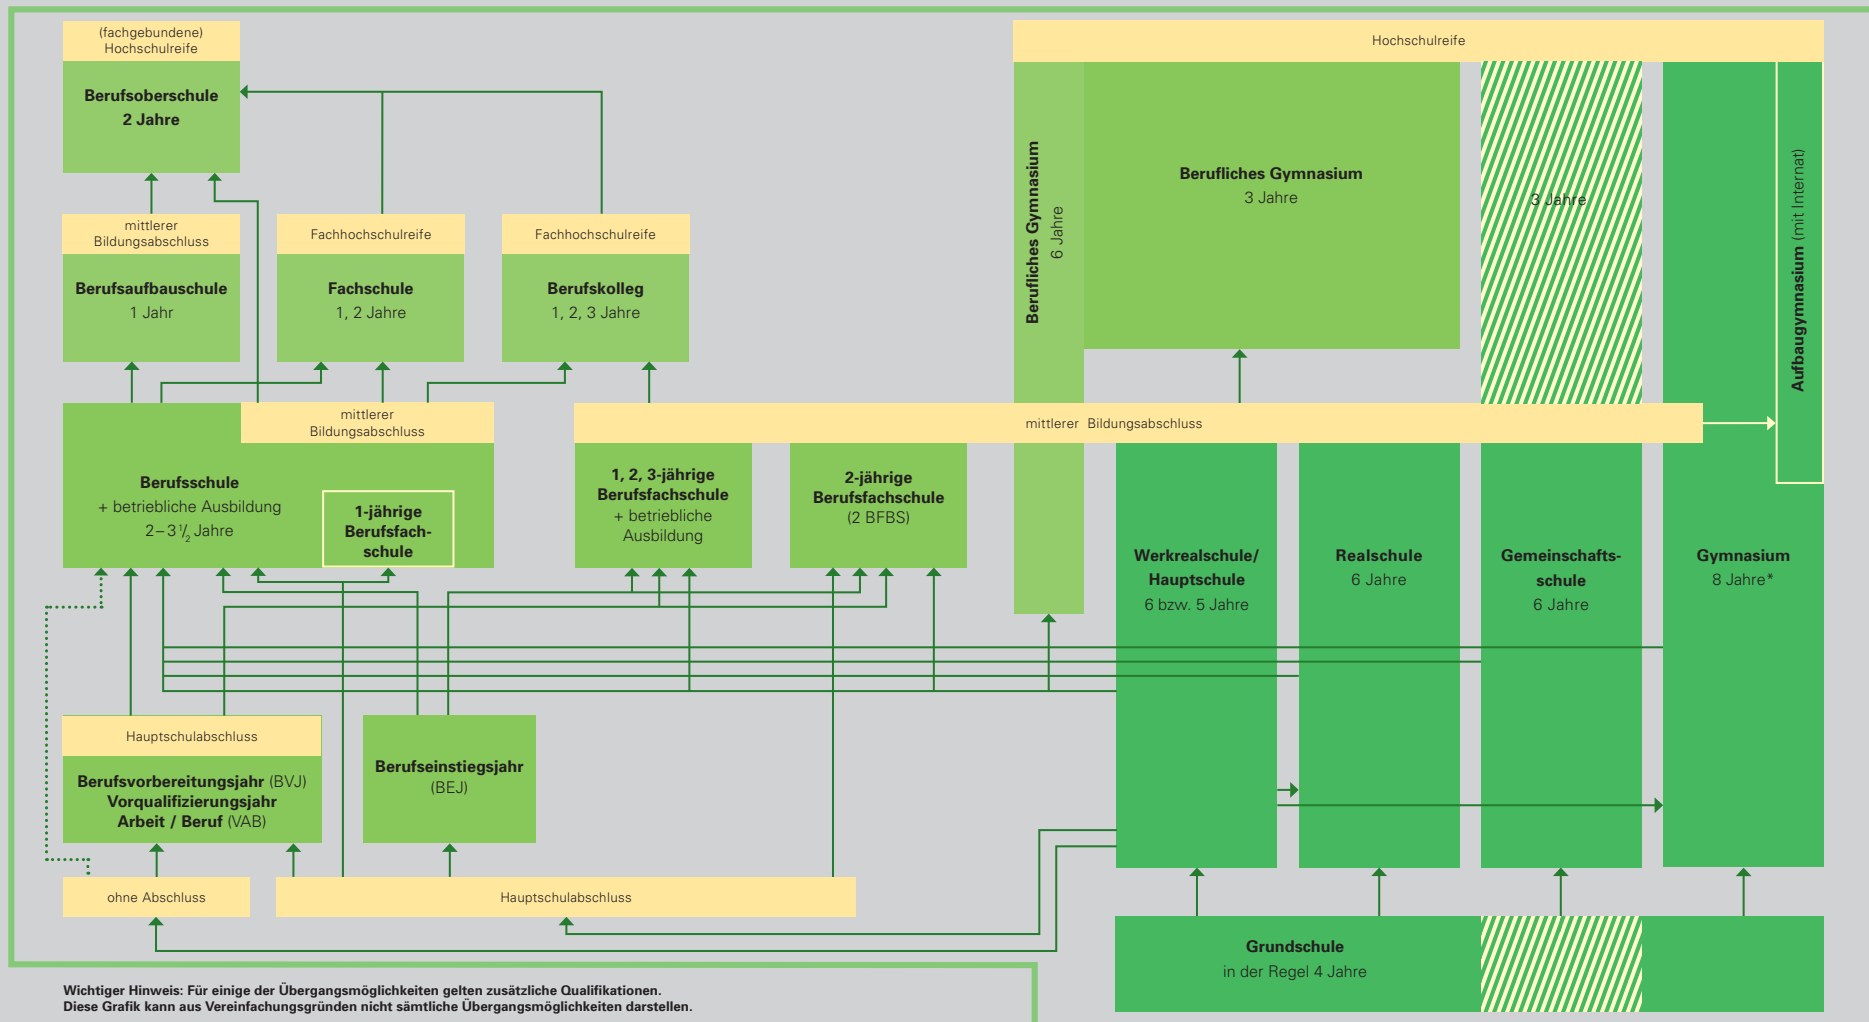 (fachgebundene)
Hochschulreife
Berufsoberschule
2 Jahre
Hochschulreife
Berufliches Gymnasium
6 Jahre
Berufliches Gymnasium
3 Jahre
3 Jahre
Aufbaugymnasium (mit Internat)
mittlerer
Bildungsabschluss
Berufsaufbauschule
1 Jahr
Fachhochschulreife
Fachschule
1, 2 Jahre
Fachhochschulreife
Berufskolleg
1, 2, 3 Jahre
mittlerer
Bildungsabschluss
Berufsschule
+ betriebliche Ausbildung
2–3 1/2 Jahre
1-jährige
Berufsfach-
schule
mittlerer Bildungsabschluss
1, 2, 3-jährige
Berufsfachschule
+ betriebliche
Ausbildung
2-jährige
Berufsfachschule
(2 BFBS)
Werkrealschule/
Hauptschule
6 bzw. 5 Jahre
Realschule
6 Jahre
Gemeinschafts-
schule
6 Jahre
Gymnasium
8 Jahre*
Hauptschulabschluss
Berufsvorbereitungsjahr (BVJ)
Vorqualifizierungsjahr
Arbeit / Beruf (VAB)
Berufseinstiegsjahr
(BEJ)
ohne Abschluss
Hauptschulabschluss
Grundschule
in der Regel 4 Jahre
Wichtiger Hinweis: Für einige der Übergangsmöglichkeiten gelten zusätzliche Qualifikationen.
Diese Grafik kann aus Vereinfachungsgründen nicht sämtliche Übergangsmöglichkeiten darstellen.